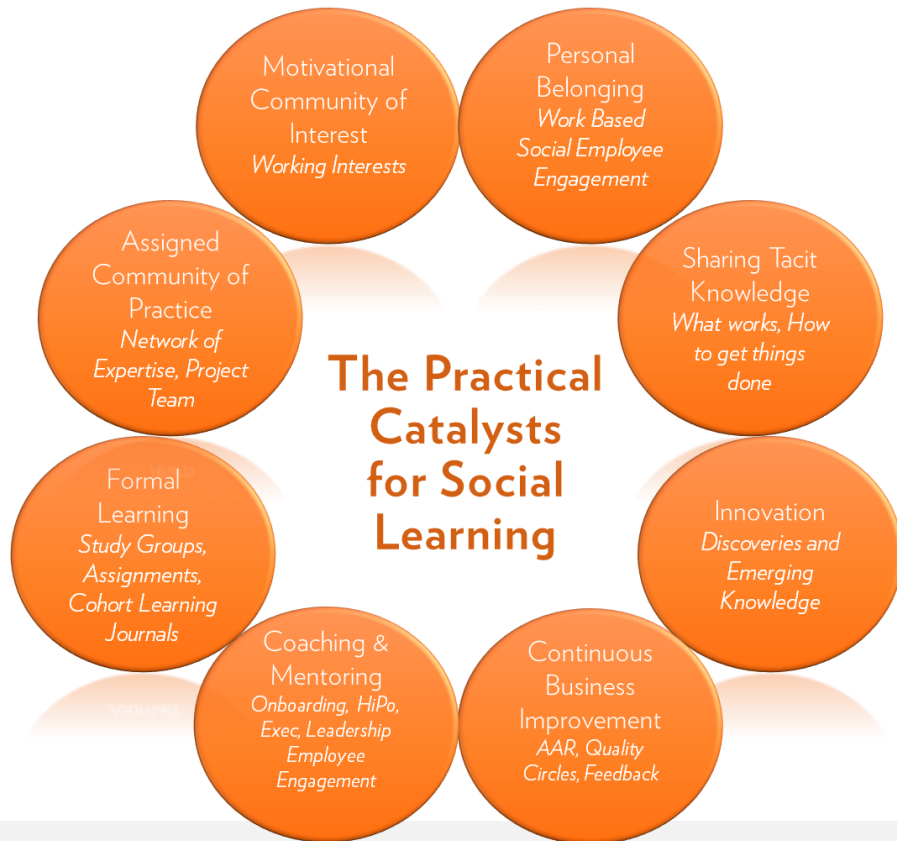 Motivational
Community of
Interest
Working Interests
Personal
Belonging
Work Based
Social Employee
Engagement
Sharing Tacit
Knowledge
What works, How
to get things
done
Innovation
Discoveries and
Emerging
Knowledge
Continuous
Business
Improvement
AAR, Quality
Circles, Feedback
Coaching &
Mentoring
Onboarding, HiPo,
Exec, Leadership
Employee
Engagement
Formal
Learning
Study Groups,
Assignments,
Cohort Learning
Journals
Assigned
Community of
Practice
Network of
Expertise, Project
Team
The Practical
Catalysts
for Social
Learning